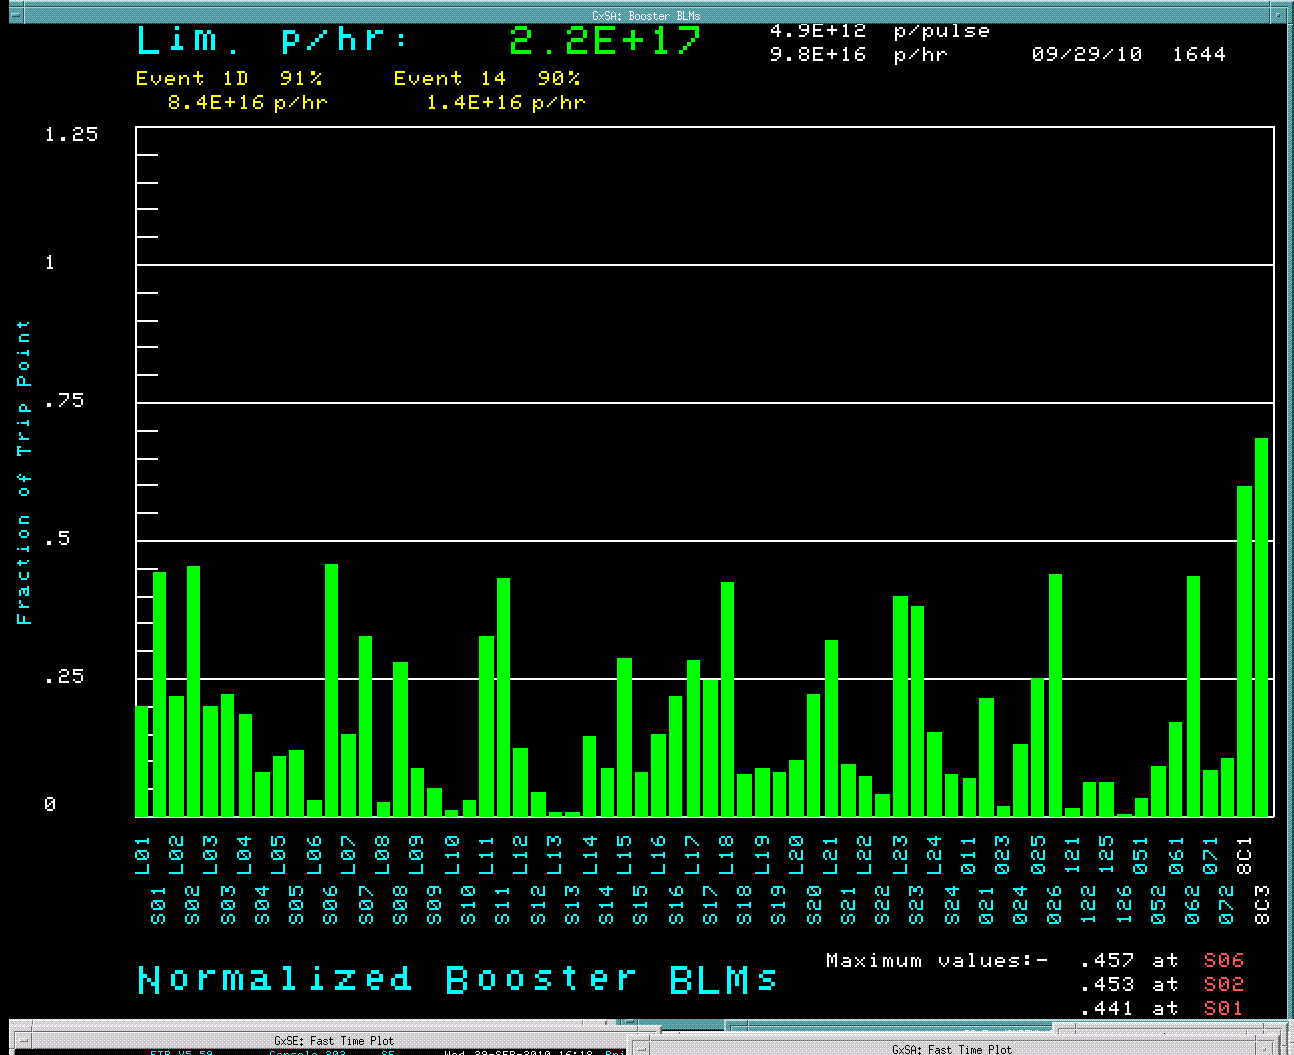 GxSA: Booster BLMs
Lim. p/hr: 2.2E+17
4.9E+12 p/pulse
9.8E+16 p/hr 09/29/10 1644
Event 1D 91% Event 14 90%
8.4E+16 p/hr 1.4E+16 p/hr
1.25
1
.75
.5
.25
0
Fraction of Trip Point
L01 L02 L03 L04 L05 L06 L07 L08 L09 L10 L11 L12 L13 L14 L15 L16 L17 L18 L19 L20 L21 L22 L23 L24 011 023 025 121 125 051 061 071 8C1
S01 S02 S03 S04 S05 S06 S07 S08 S09 S10 S11 S12 S13 S14 S15 S16 S17 S18 S19 S20 S21 S22 S23 S24 021 024 026 122 126 052 062 072 8C3
Normalized Booster BLMs
Maximum values:- .457 at S06
.453 at S02
.441 at S01
GxSE: Fast Time Plot
GxSA: Fast Time Plot